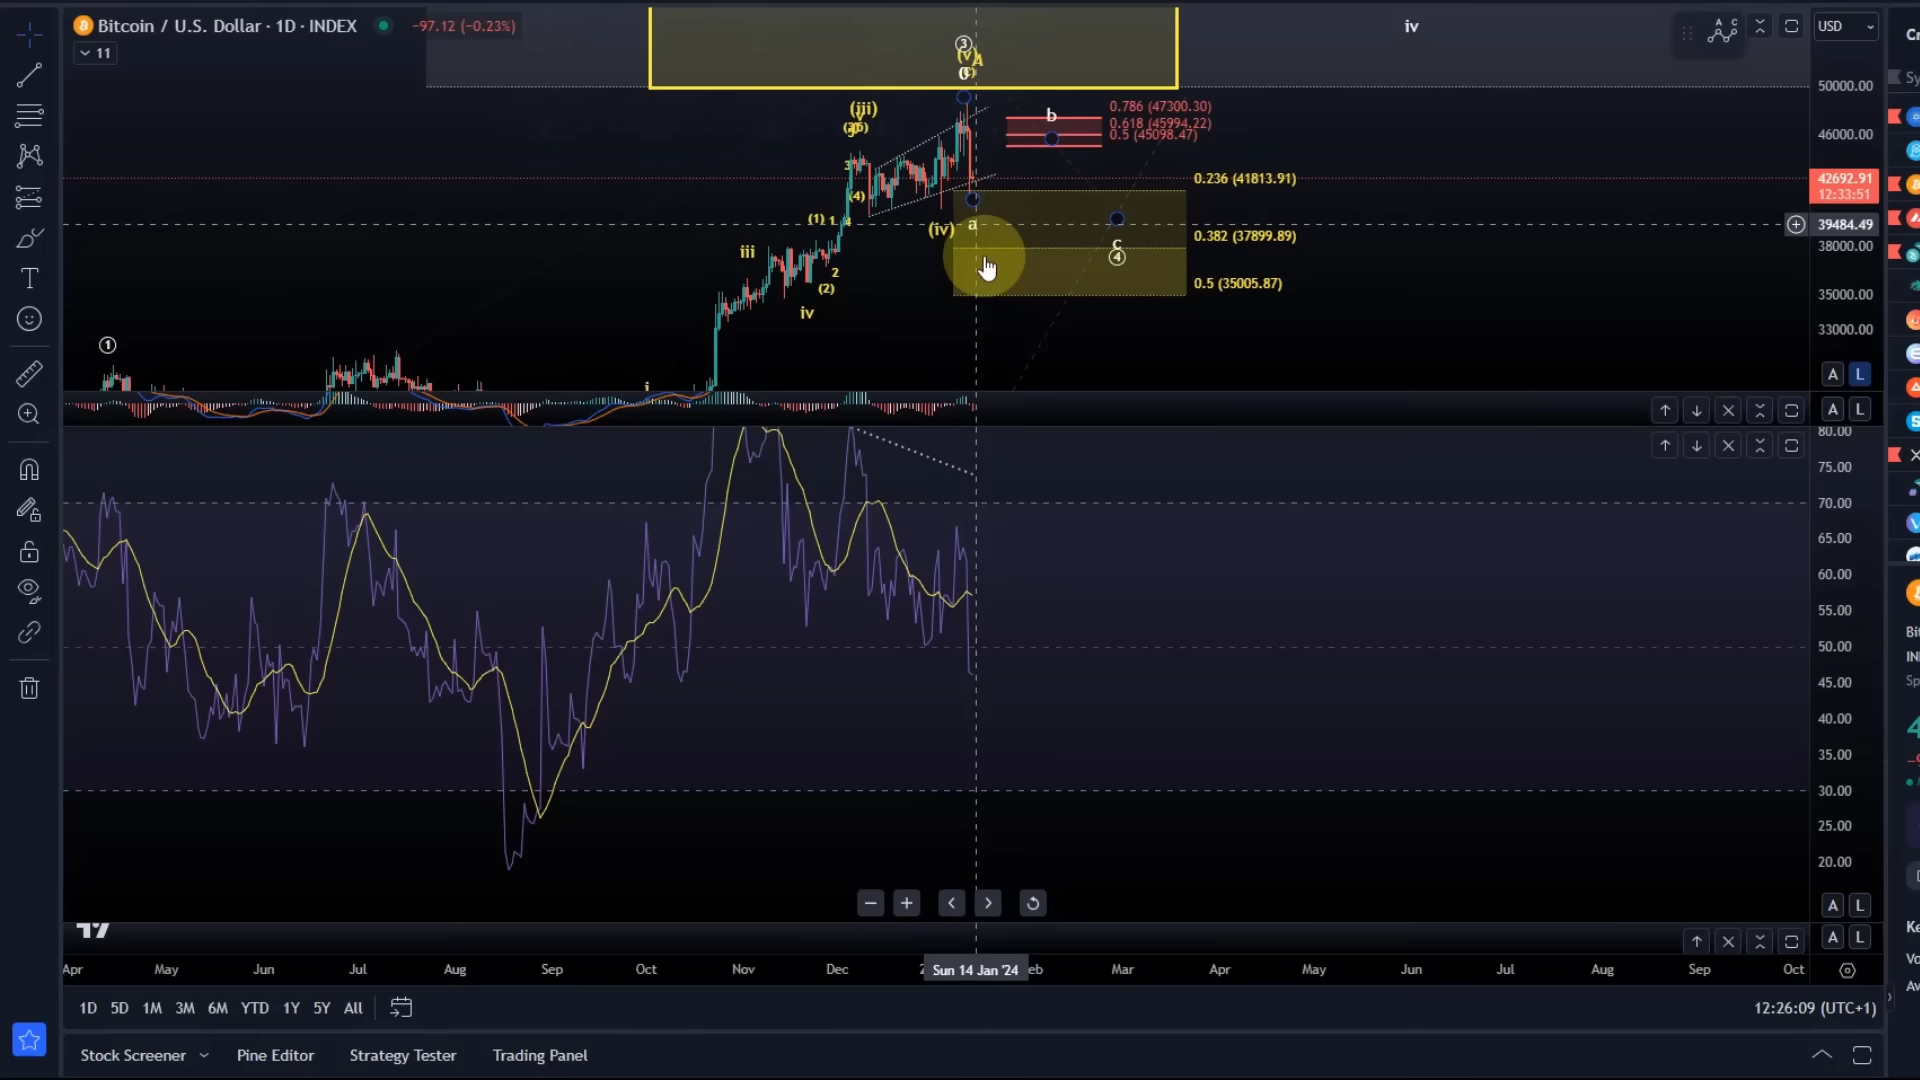 Bitcoin / U.S. Dollar · 1D · INDEX
−97.12 (−0.23%)
11
iv
A C
USD
3
(v)
A
50000.00
46000.00
42692.91
12:33:51
39484.49
38000.00
35000.00
33000.00
0.786 (47300.30)
0.618 (45994.22)
0.5 (45098.47)
b
0.236 (41813.91)
0.382 (37899.89)
0.5 (35005.87)
(iii)
3
(4)
(1) 1 4
(iv)
a
c
4
iii
2
(2)
iv
1
i
A L
A L
80.00
75.00
70.00
65.00
60.00
55.00
50.00
45.00
40.00
35.00
30.00
25.00
20.00
A L
A L
Apr May Jun Jul Aug Sep Oct Nov Dec Sun 14 Jan '24 eb Mar Apr May Jun Jul Aug Sep Oct
1D 5D 1M 3M 6M YTD 1Y 5Y All
12:26:09 (UTC+1)
Stock Screener Pine Editor Strategy Tester Trading Panel